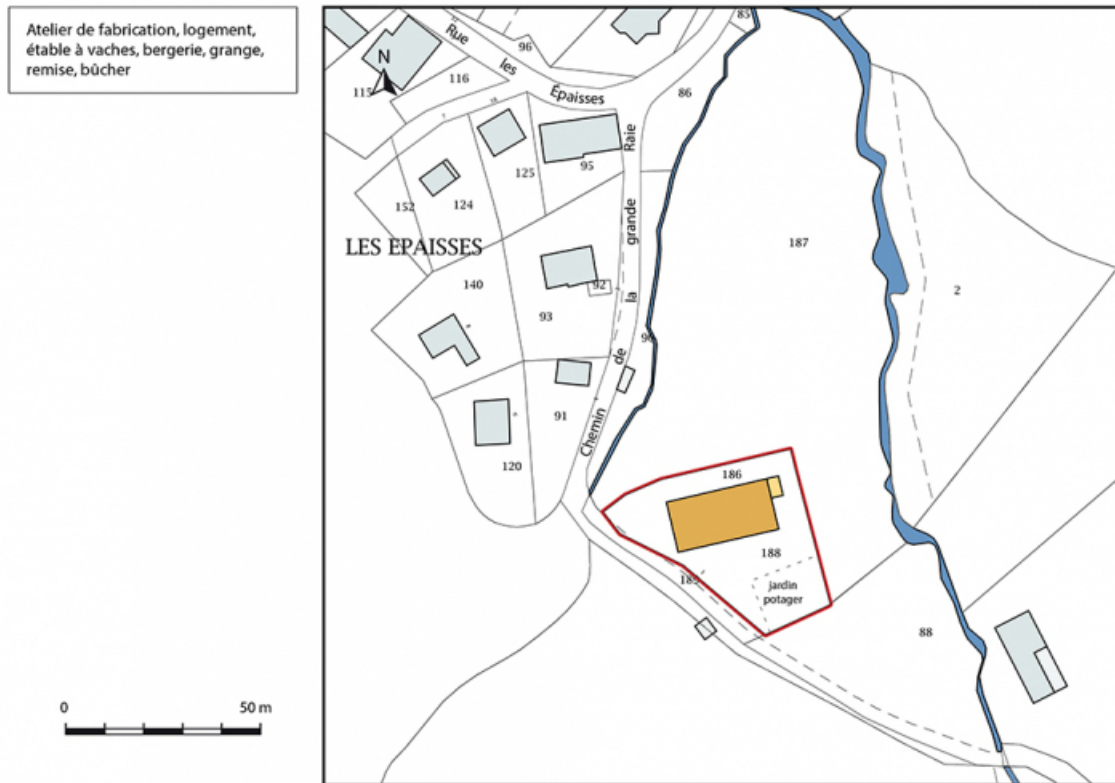 Atelier de fabrication, logement,
étable à vaches, bergerie, grange,
remise, bûcher
N
Rue les Épaisses
85
96
115
116
86
95
125
124
152
LES EPAISSES
Chemin de la grande Raie
187
2
140
92
93
96
91
120
186
188
185
jardin
potager
88
0 50 m